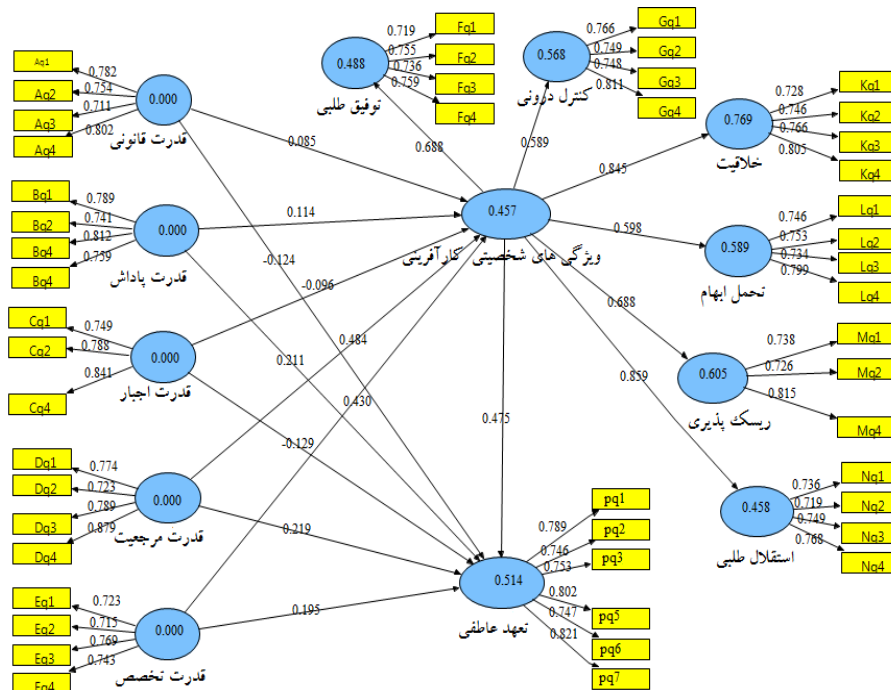 Aq1
Aq2
Aq3
Aq4
0.782
0.754
0.711
0.802
0.000
قدرت قانونی
Bq1
Bq2
Bq4
Bq4
0.789
0.741
0.812
0.759
0.000
قدرت پاداش
Cq1
Cq2
Cq4
0.749
0.788
0.841
0.000
قدرت اجبار
Dq1
Dq2
Dq3
Dq4
0.774
0.723
0.789
0.879
0.000
قدرت مرجعیت
Eq1
Eq2
Eq3
Eq4
0.723
0.715
0.769
0.743
0.000
قدرت تخصص
0.488
توفیق طلبی
0.719
0.755
0.736
0.759
Fq1
Fq2
Fq3
Fq4
0.568
کنترل درونی
0.766
0.749
0.748
0.811
Gq1
Gq2
Gq3
Gq4
0.085
0.114
-0.124
-0.096
0.484
0.211
0.430
-0.129
0.219
0.195
0.688
0.589
0.845
0.598
0.688
0.859
0.475
0.457
ویژگی های شخصیتی کارآفرینی
0.769
خلاقیت
0.728
0.746
0.766
0.805
Kq1
Kq2
Kq3
Kq4
0.589
تحمل ابهام
0.746
0.753
0.734
0.799
Lq1
Lq2
Lq3
Lq4
0.605
ریسک پذیری
0.738
0.726
0.815
Mq1
Mq2
Mq4
0.458
استقلال طلبی
0.736
0.719
0.749
0.768
Nq1
Nq2
Nq3
Nq4
0.514
تعهد عاطفی
0.789
0.746
0.753
0.802
0.747
0.821
pq1
pq2
pq3
pq5
pq6
pq7